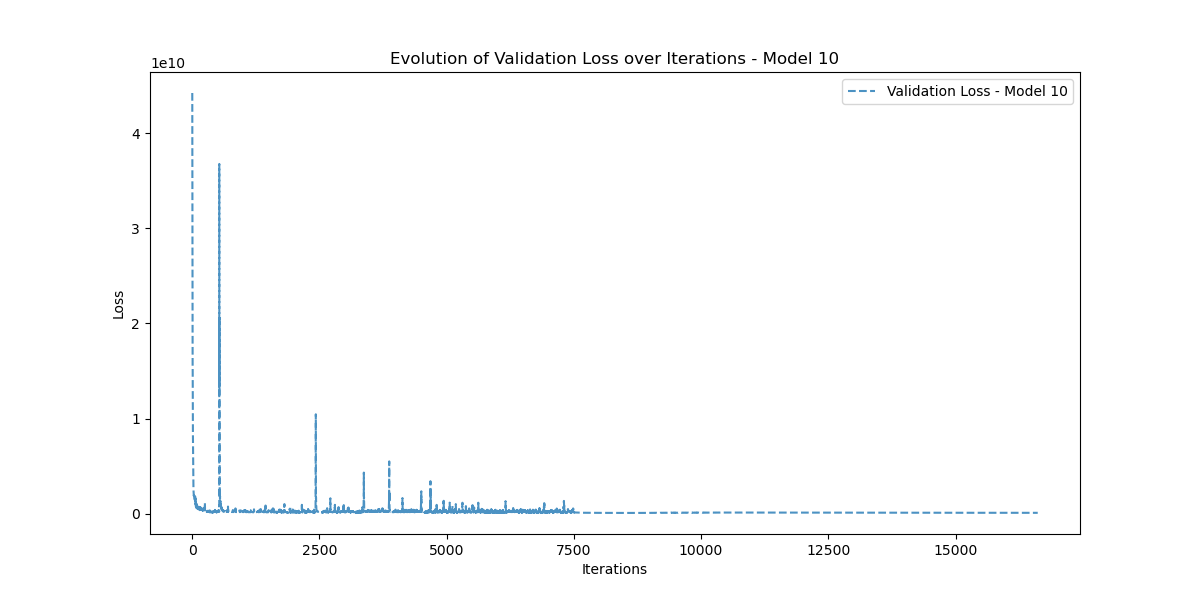 Evolution of Validation Loss over Iterations - Model 10
1e10
Validation Loss - Model 10
4
3
2
1
0
Loss
0 2500 5000 7500 10000 12500 15000
Iterations